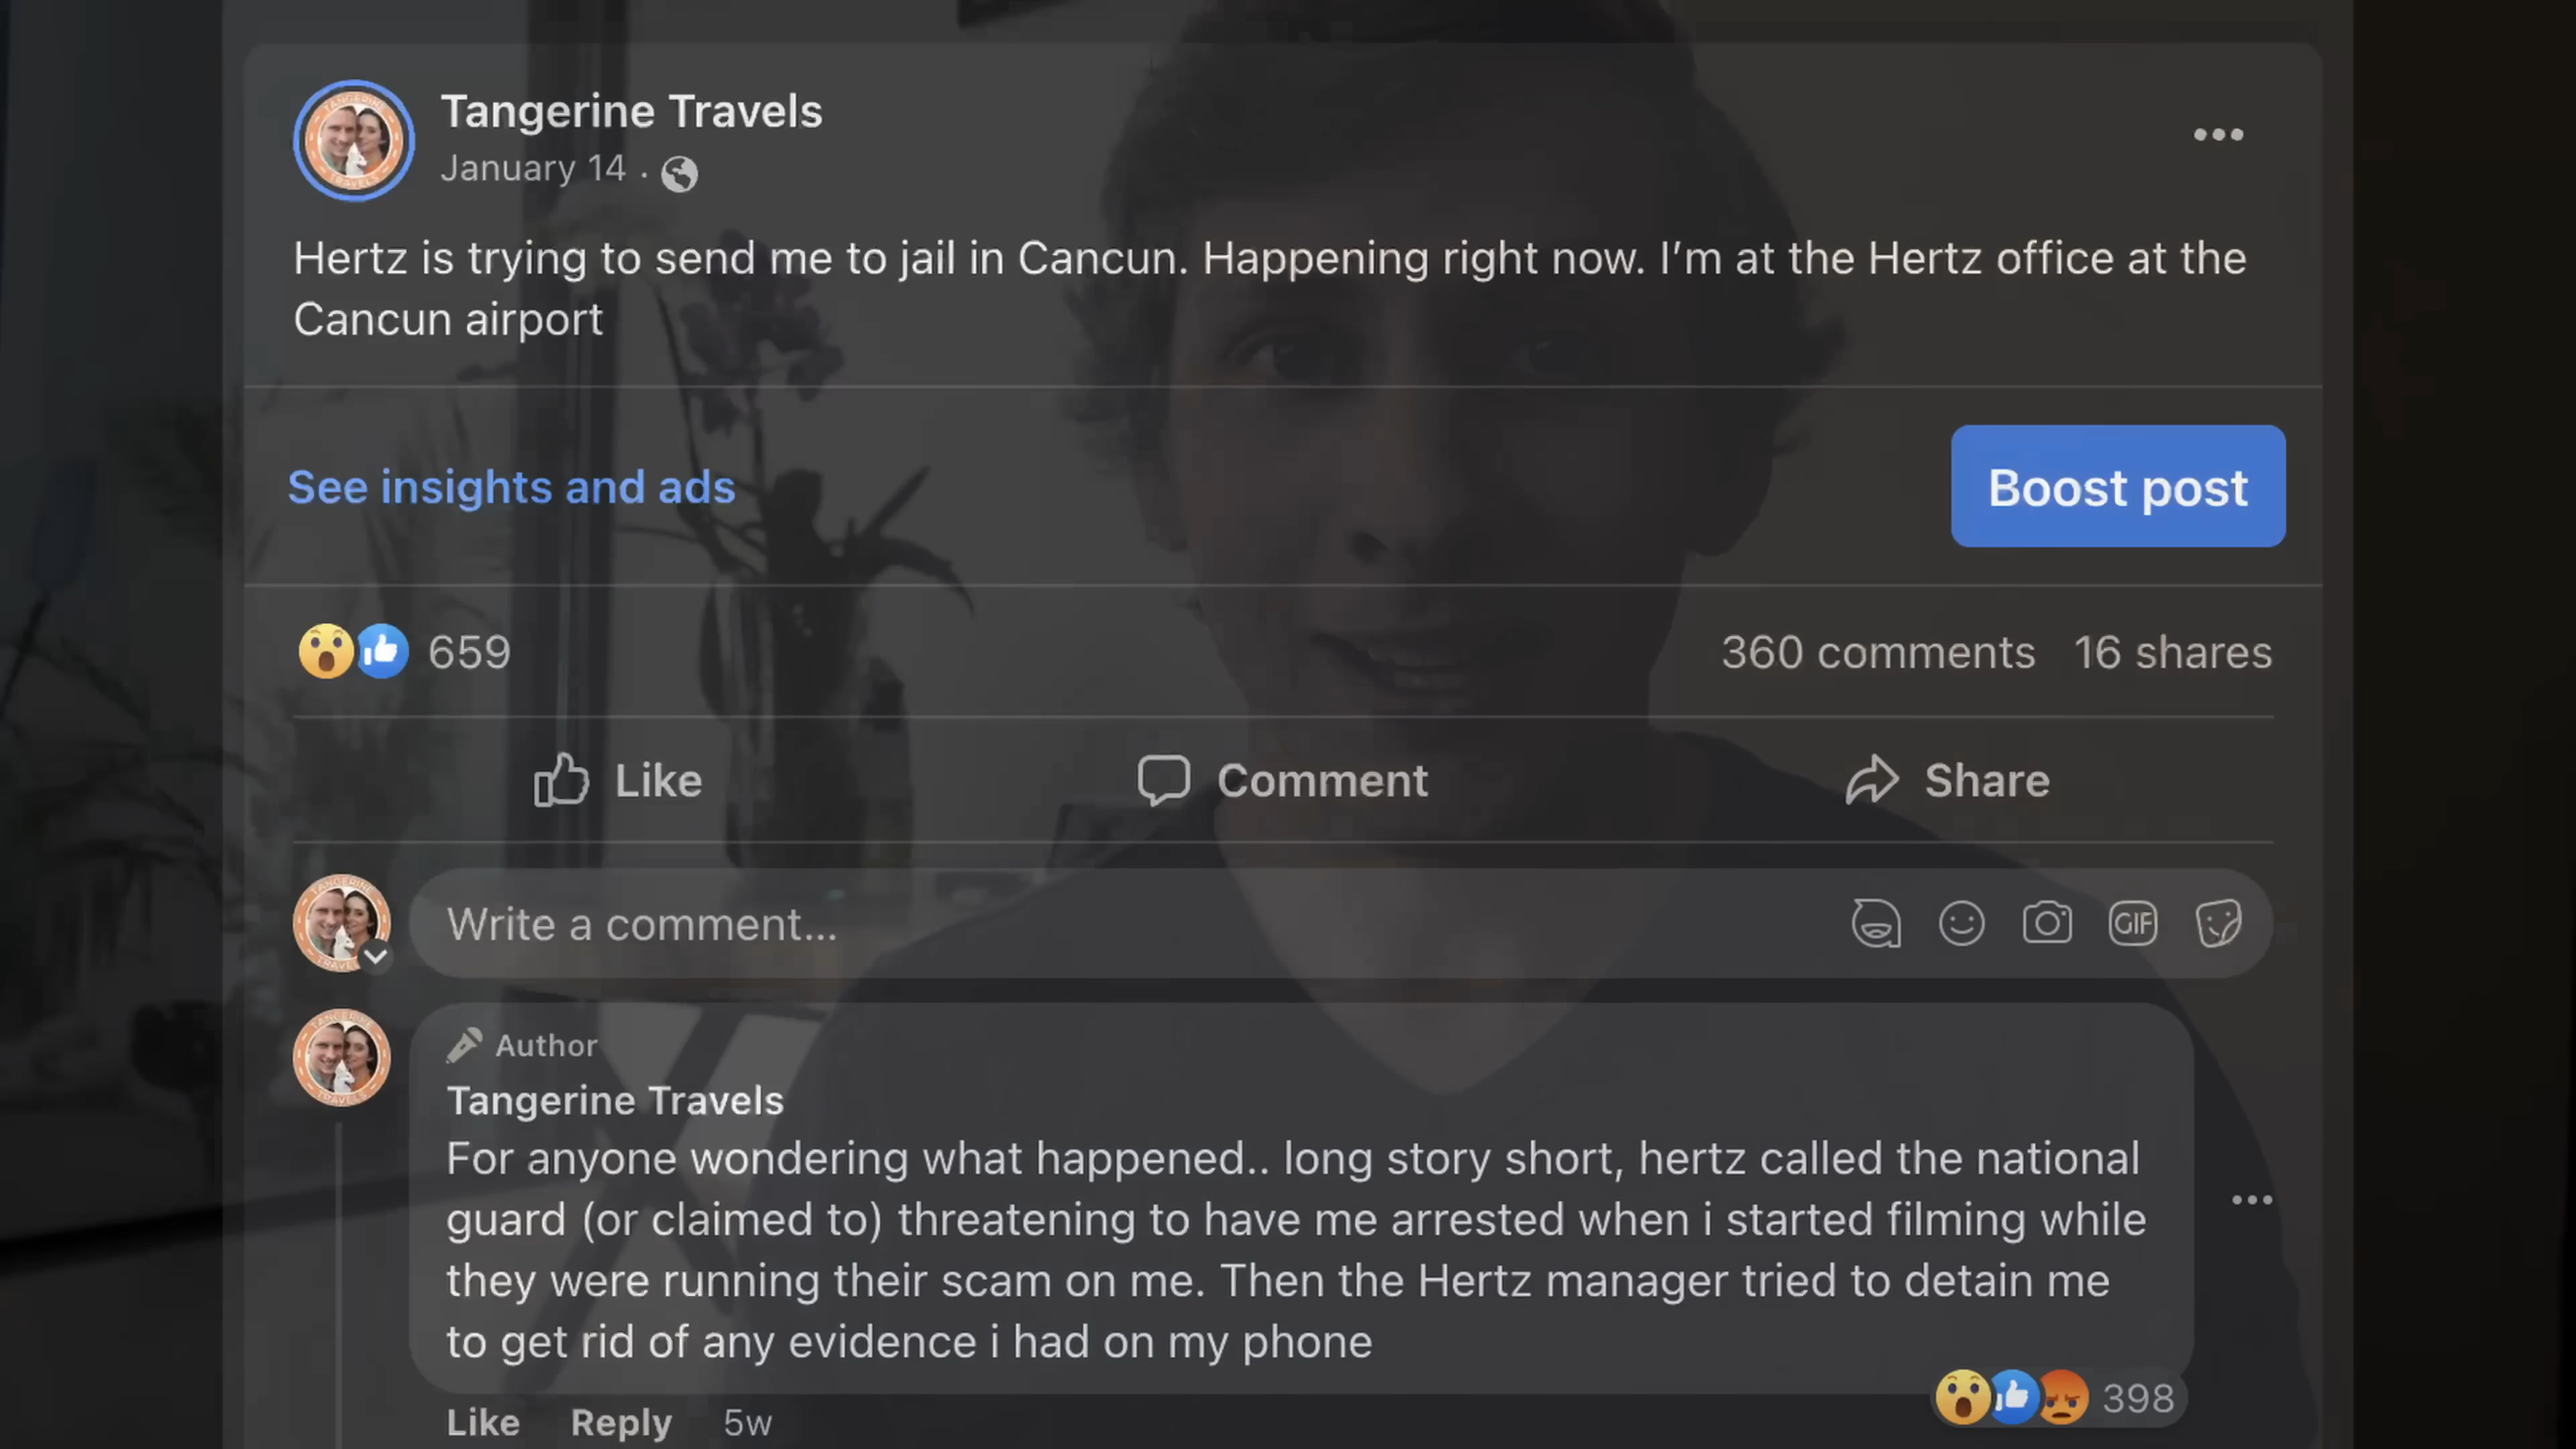 Tangerine Travels
January 14 ·
Hertz is trying to send me to jail in Cancun. Happening right now. I'm at the Hertz office at the
Cancun airport
See insights and ads
Boost post
659
360 comments 16 shares
Like
Comment
Share
Write a comment...
GIF
Author
Tangerine Travels
For anyone wondering what happened.. long story short, hertz called the national
guard (or claimed to) threatening to have me arrested when i started filming while
they were running their scam on me. Then the Hertz manager tried to detain me
to get rid of any evidence i had on my phone
398
Like Reply 5w